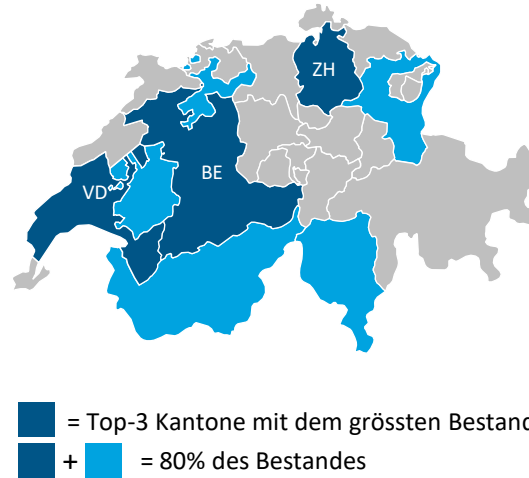 ZH
BE
VD
= Top-3 Kantone mit dem grössten Bestand
+ = 80% des Bestandes